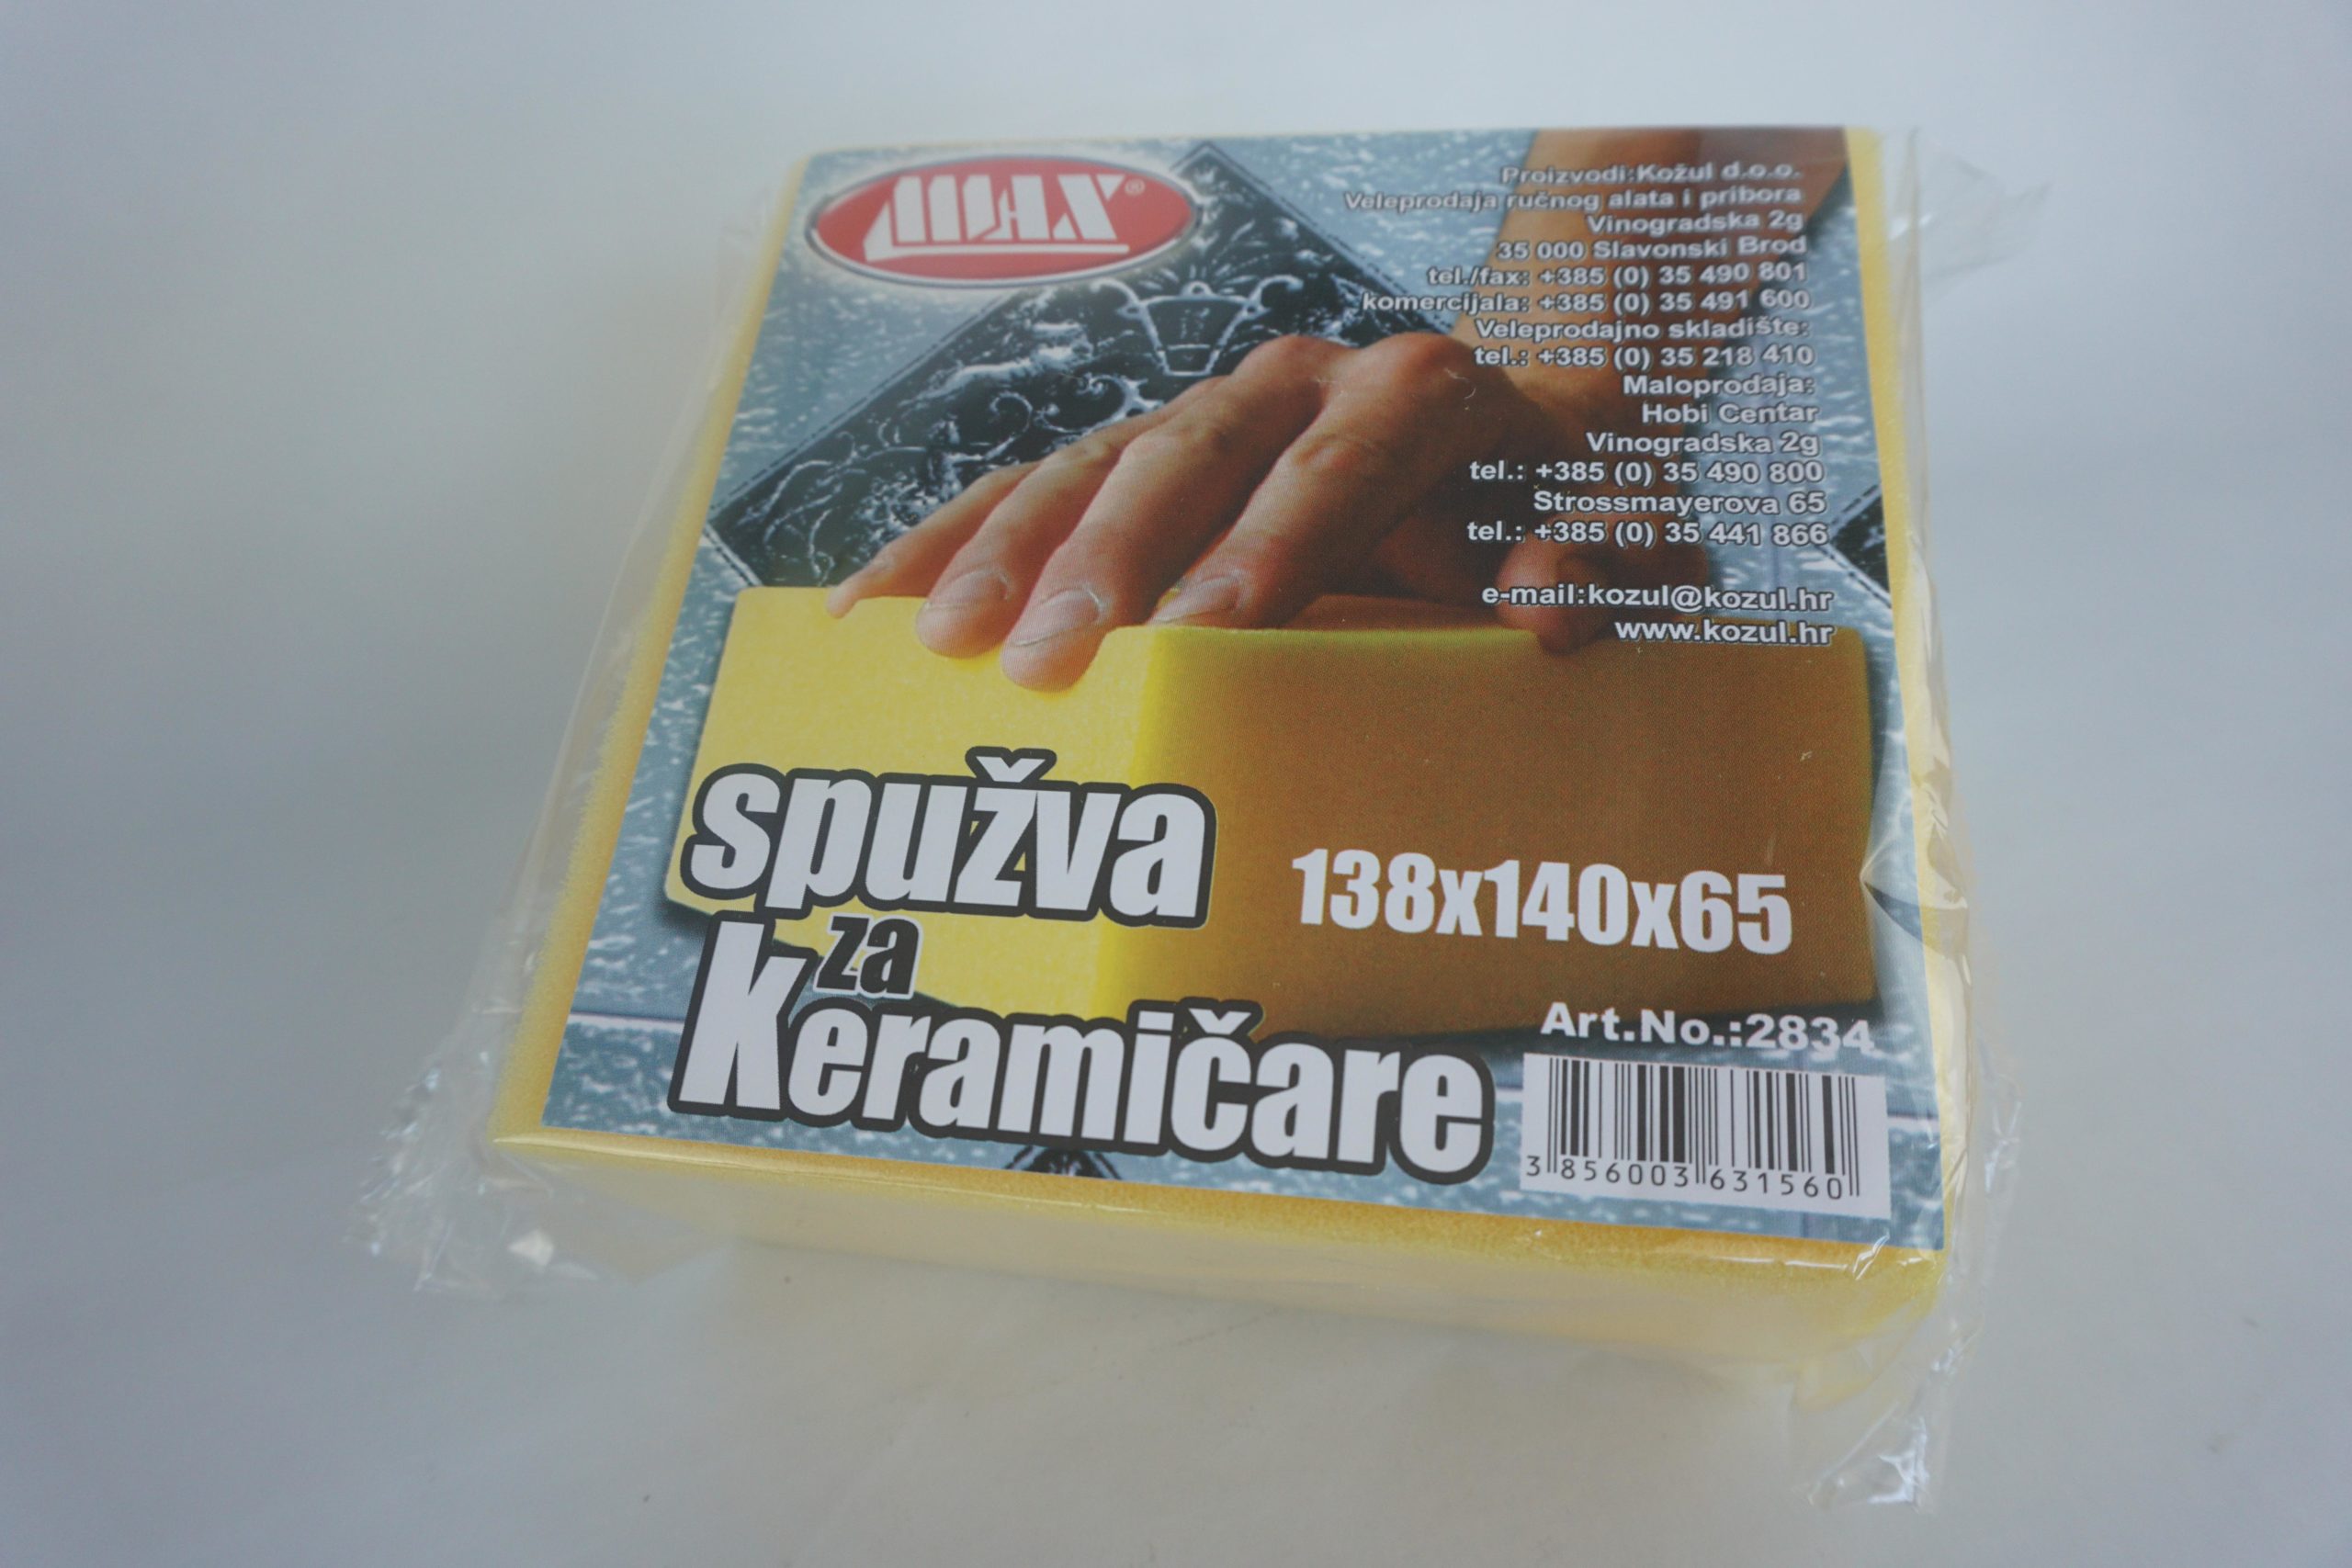 MAX®
Proizvodi:Kožul d.o.o.
Veleprodaja ručnog alata i pribora
Vinogradska 2g
35 000 Slavonski Brod
tel./fax: +385 (0) 35 490 801
komercijala: +385 (0) 35 491 600
Veleprodajno skladište:
tel.: +385 (0) 35 218 410
Maloprodaja:
Hobi Centar
Vinogradska 2g
tel.: +385 (0) 35 490 800
Strossmayerova 65
tel.: +385 (0) 35 441 866
e-mail:kozul@kozul.hr
www.kozul.hr
spužva
za
Keramičare
138x140x65
Art.No.:2834
3 856003 631560